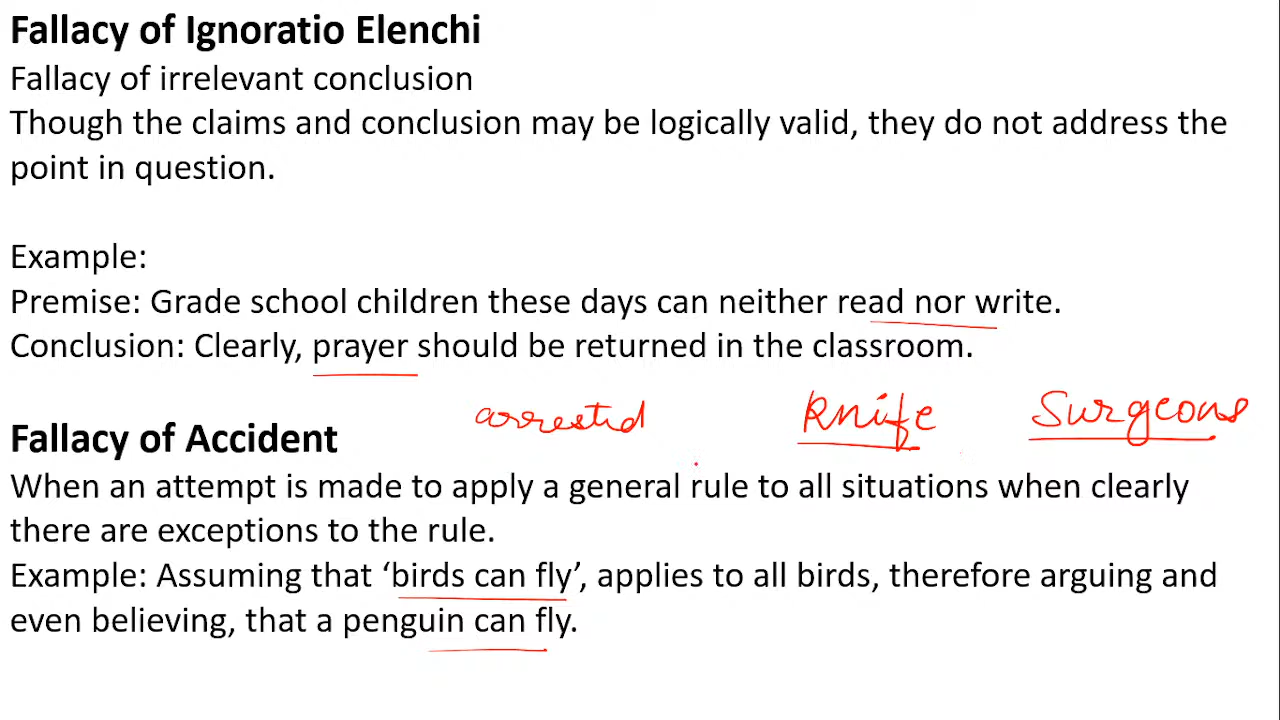 Fallacy of Ignoratio Elenchi
Fallacy of irrelevant conclusion
Though the claims and conclusion may be logically valid, they do not address the
point in question.
Example:
Premise: Grade school children these days can neither read nor write.
Conclusion: Clearly, prayer should be returned in the classroom.
arrested knife Surgeons
Fallacy of Accident
When an attempt is made to apply a general rule to all situations when clearly
there are exceptions to the rule.
Example: Assuming that ‘birds can fly’, applies to all birds, therefore arguing and
even believing, that a penguin can fly.